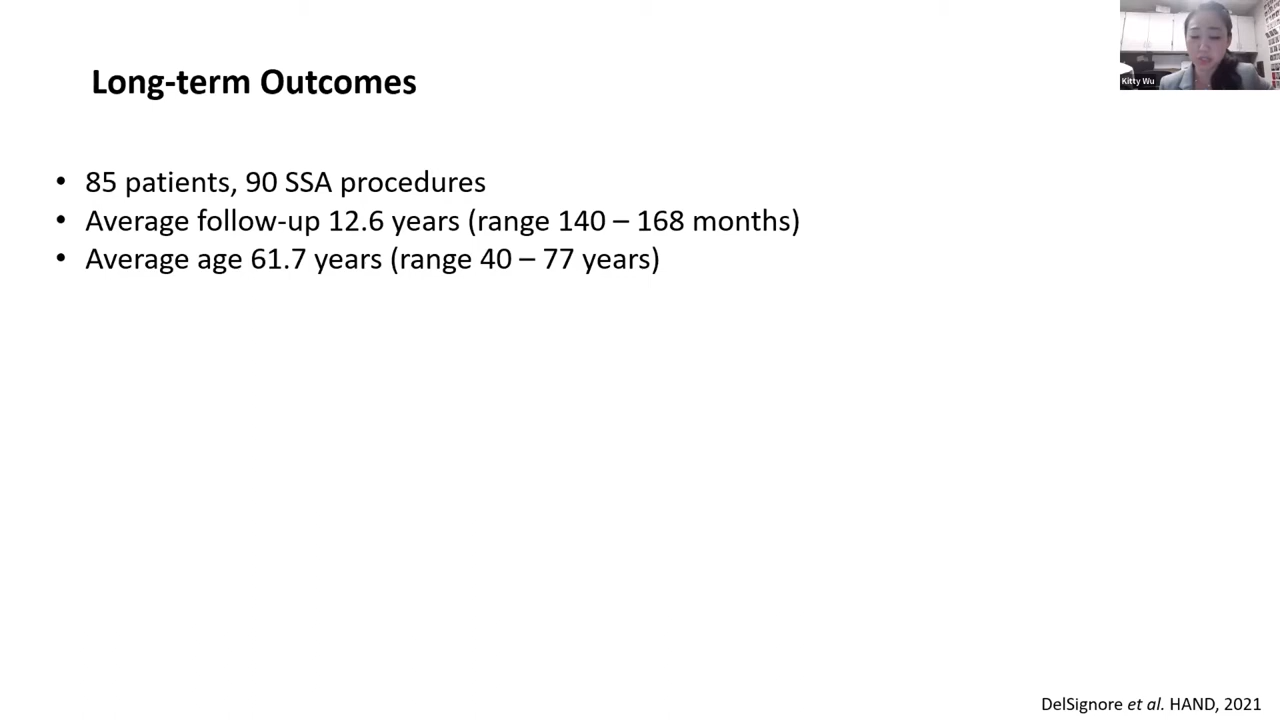 Long-term Outcomes
• 85 patients, 90 SSA procedures
• Average follow-up 12.6 years (range 140 – 168 months)
• Average age 61.7 years (range 40 – 77 years)
Kitty Wu
DelSignore et al. HAND, 2021